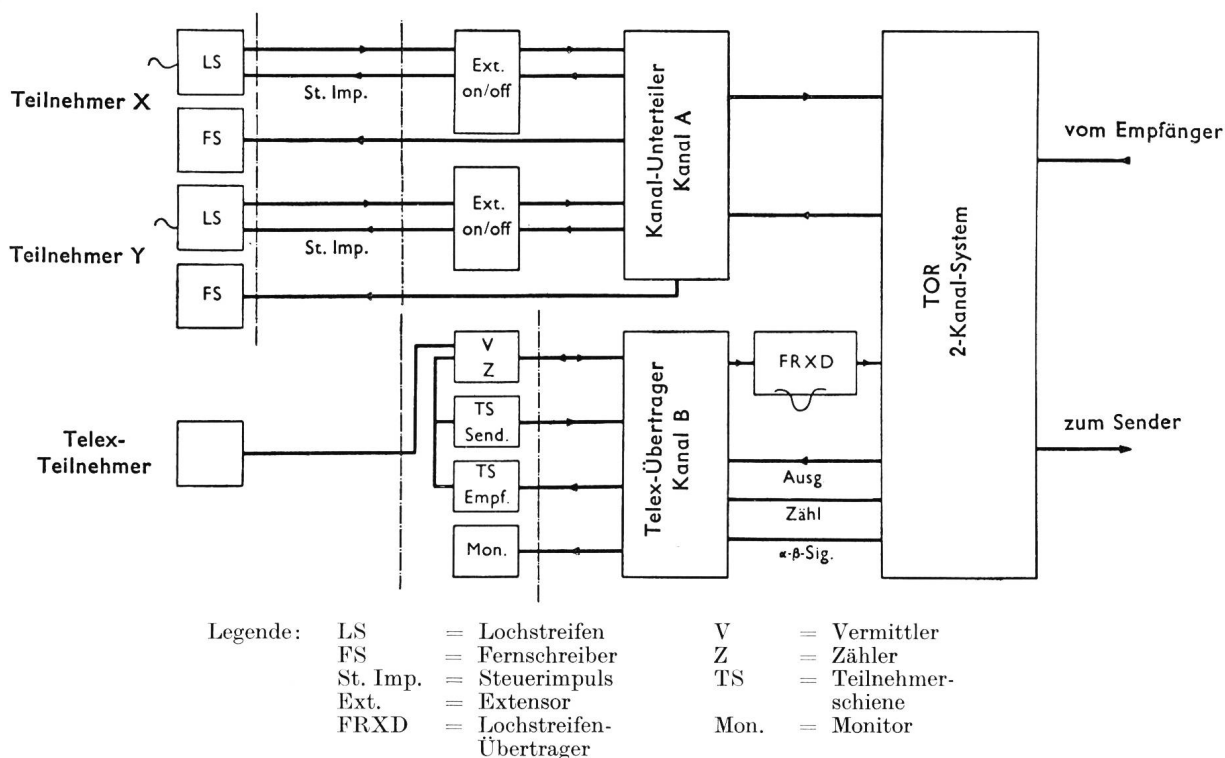 LS
Teilnehmer X
St. Imp.
Ext.
on/off
FS
LS
Teilnehmer Y
St. Imp.
Ext.
on/off
FS
Kanal-Unterteiler
Kanal A
TOR
2-Kanal-System
vom Empfänger
zum Sender
Telex-
Teilnehmer
V
Z
TS
Send.
TS
Empf.
Mon.
Telex-Übertrager
Kanal B
FRXD
Ausg
Zähl
α-β-Sig.
Legende: LS = Lochstreifen V = Vermittler
FS = Fernschreiber Z = Zähler
St. Imp. = Steuerimpuls TS = Teilnehmer-
Ext. = Extensor schiene
FRXD = Lochstreifen- Mon. = Monitor
Übertrager